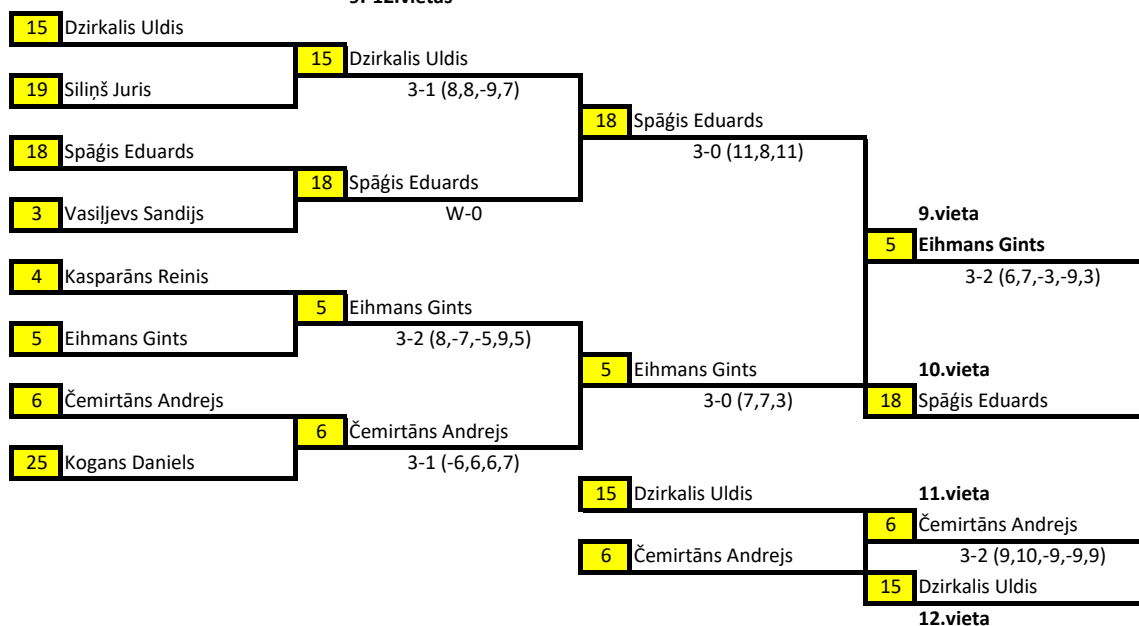 15 Dzirkalis Uldis
15 Dzirkalis Uldis
19 Siliņš Juris
3-1 (8,8,-9,7)
18 Spāģis Eduards
18 Spāģis Eduards
3-0 (11,8,11)
18 Spāģis Eduards
3 Vasiļjevs Sandijs
W-0
9.vieta
5 Eihmans Gints
4 Kasparāns Reinis
3-2 (6,7,-3,-9,3)
5 Eihmans Gints
5 Eihmans Gints
3-2 (8,-7,-5,9,5)
5 Eihmans Gints
10.vieta
6 Čemirtāns Andrejs
3-0 (7,7,3)
18 Spāģis Eduards
6 Čemirtāns Andrejs
25 Kogans Daniels
3-1 (-6,6,6,7)
15 Dzirkalis Uldis
11.vieta
6 Čemirtāns Andrejs
6 Čemirtāns Andrejs
3-2 (9,10,-9,-9,9)
15 Dzirkalis Uldis
12.vieta